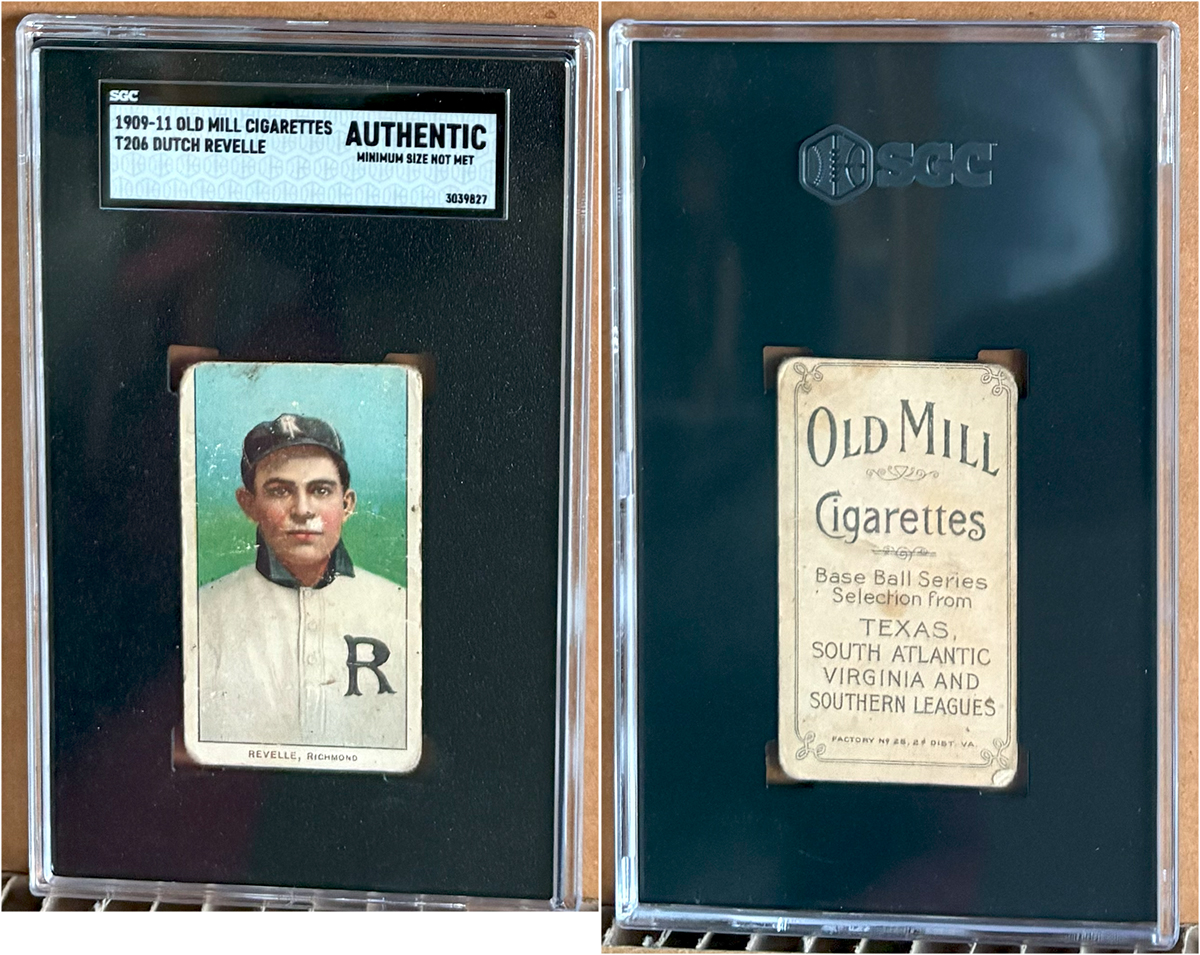 SGC
1909-11 OLD MILL CIGARETTES
T206 DUTCH REVELLE
AUTHENTIC
MINIMUM SIZE NOT MET
3039827
R
REVELLE, RICHMOND
SGC
OLD MILL
Cigarettes
Base Ball Series
Selection from
TEXAS,
SOUTH ATLANTIC
VIRGINIA AND
SOUTHERN LEAGUES
FACTORY Nº 25, 2d DIST. VA.